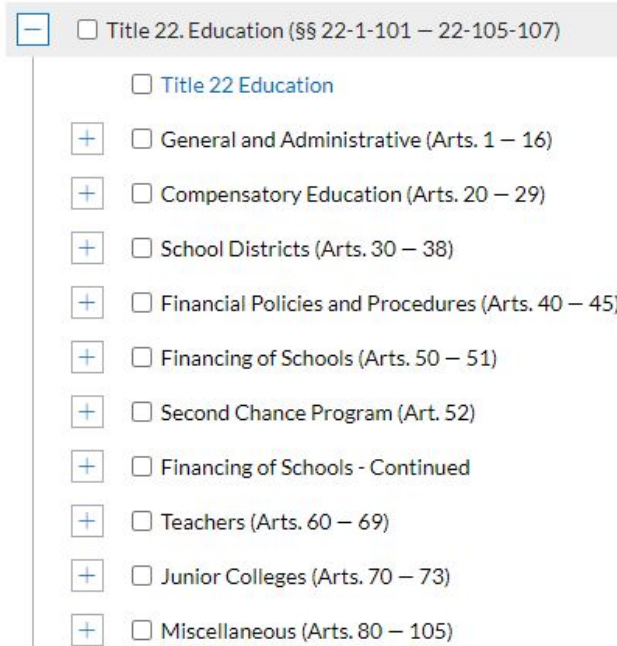 Title 22. Education (§§ 22-1-101 — 22-105-107)
Title 22 Education
General and Administrative (Arts. 1 — 16)
Compensatory Education (Arts. 20 — 29)
School Districts (Arts. 30 — 38)
Financial Policies and Procedures (Arts. 40 — 45)
Financing of Schools (Arts. 50 — 51)
Second Chance Program (Art. 52)
Financing of Schools - Continued
Teachers (Arts. 60 — 69)
Junior Colleges (Arts. 70 — 73)
Miscellaneous (Arts. 80 — 105)